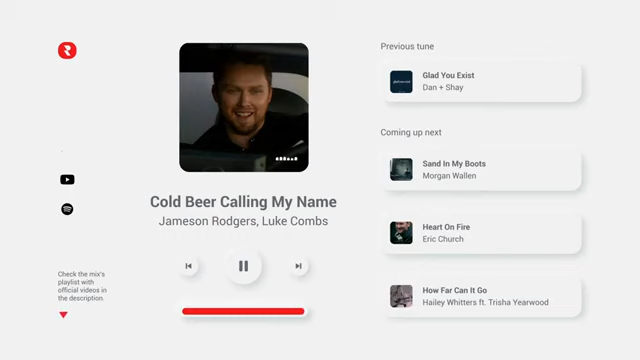 Previous tune
Glad You Exist
Dan + Shay
Coming up next
Sand In My Boots
Morgan Wallen
Cold Beer Calling My Name
Jameson Rodgers, Luke Combs
Heart On Fire
Eric Church
Check the mix's
playlist with
official videos in
the description.
How Far Can It Go
Hailey Whitters ft. Trisha Yearwood